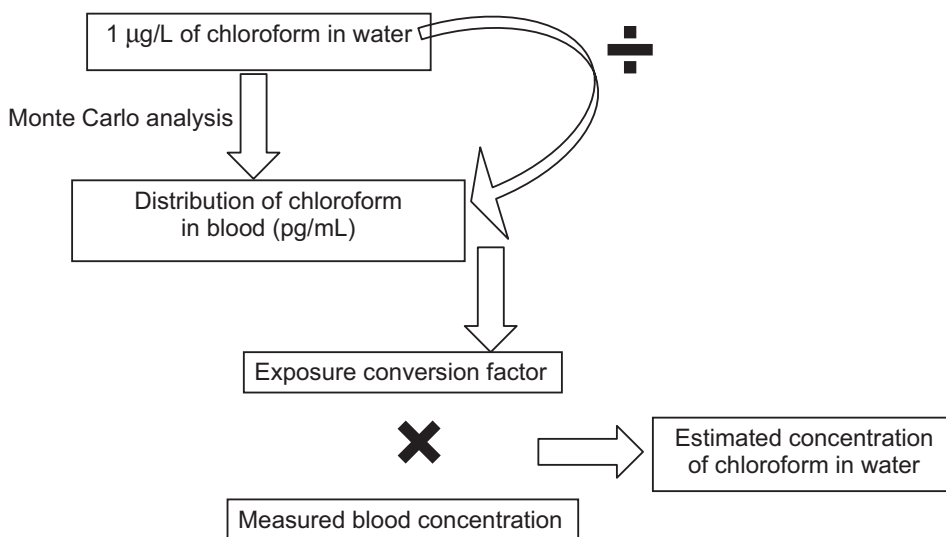 1 μg/L of chloroform in water
÷
Monte Carlo analysis
Distribution of chloroform
in blood (pg/mL)
Exposure conversion factor
×
Estimated concentration
of chloroform in water
Measured blood concentration